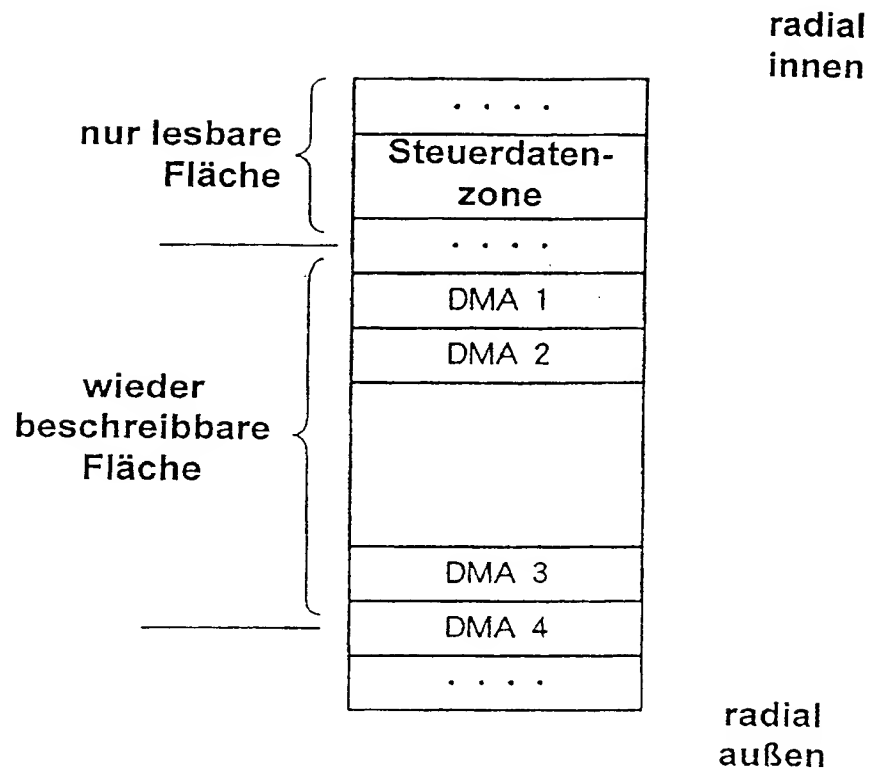 radial
innen
. . . .
nur lesbare
Fläche
Steuerdaten-
zone
. . . .
DMA 1
DMA 2
wieder
beschreibbare
Fläche
DMA 3
DMA 4
. . . .
radial
außen